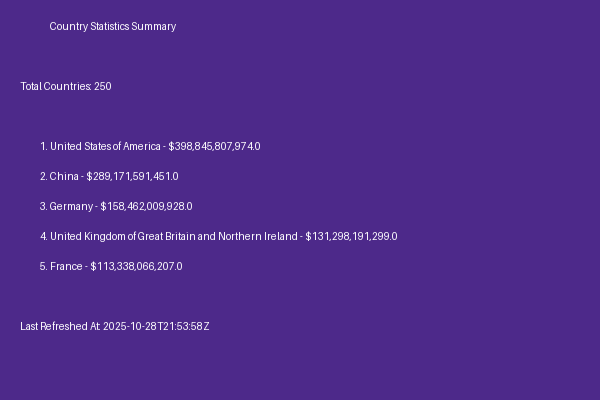 Country Statistics Summary
Total Countries: 250
1. United States of America - $398,845,807,974.0
2. China - $289,171,591,451.0
3. Germany - $158,462,009,928.0
4. United Kingdom of Great Britain and Northern Ireland - $131,298,191,299.0
5. France - $113,338,066,207.0
Last Refreshed At: 2025-10-28T21:53:58Z